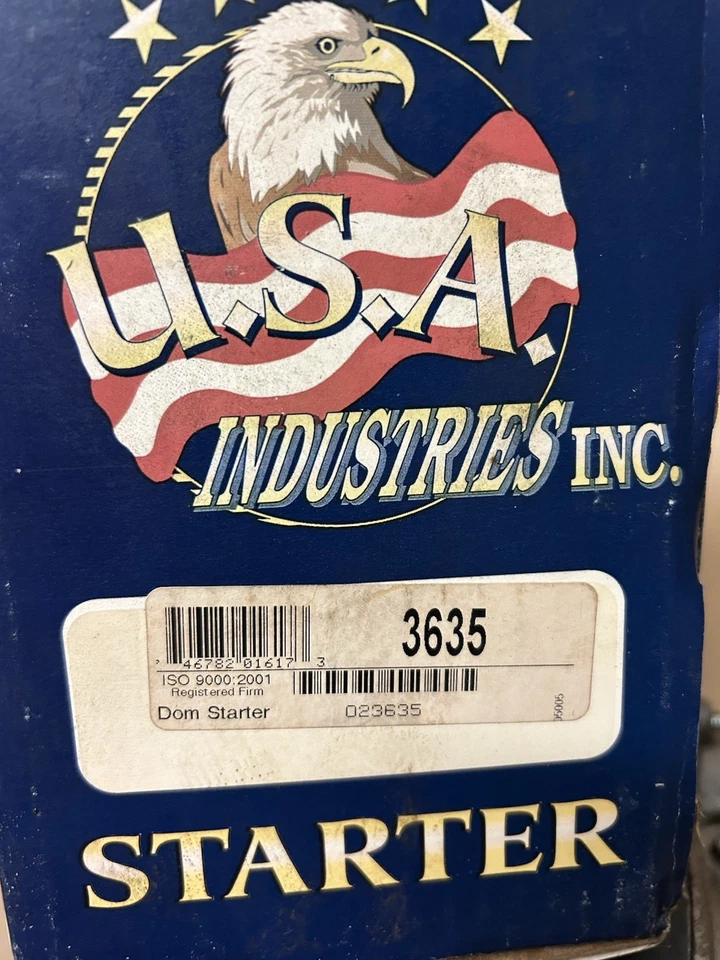 U.S.A.
INDUSTRIES INC.
3635
46782 01617 3
ISO 9000:2001
Registered Firm
Dom Starter
023635
STARTER